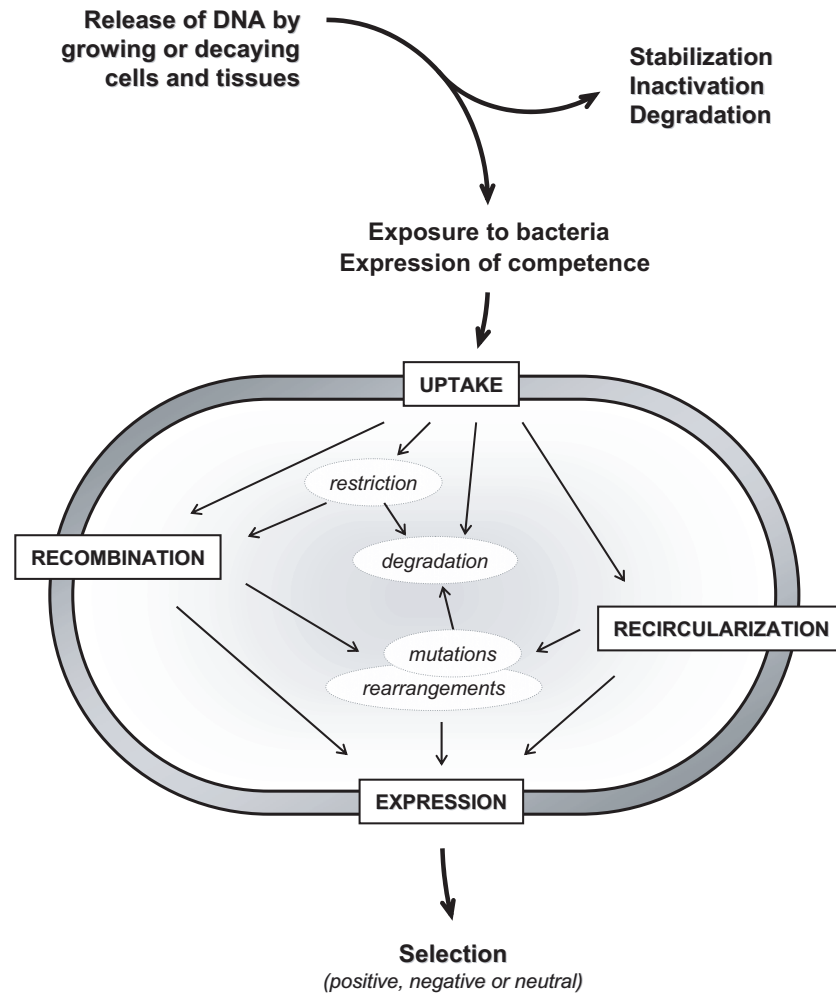 Release of DNA by
growing or decaying
cells and tissues
Stabilization
Inactivation
Degradation
Exposure to bacteria
Expression of competence
UPTAKE
restriction
RECOMBINATION
degradation
RECIRCULARIZATION
mutations
rearrangements
EXPRESSION
Selection
(positive, negative or neutral)